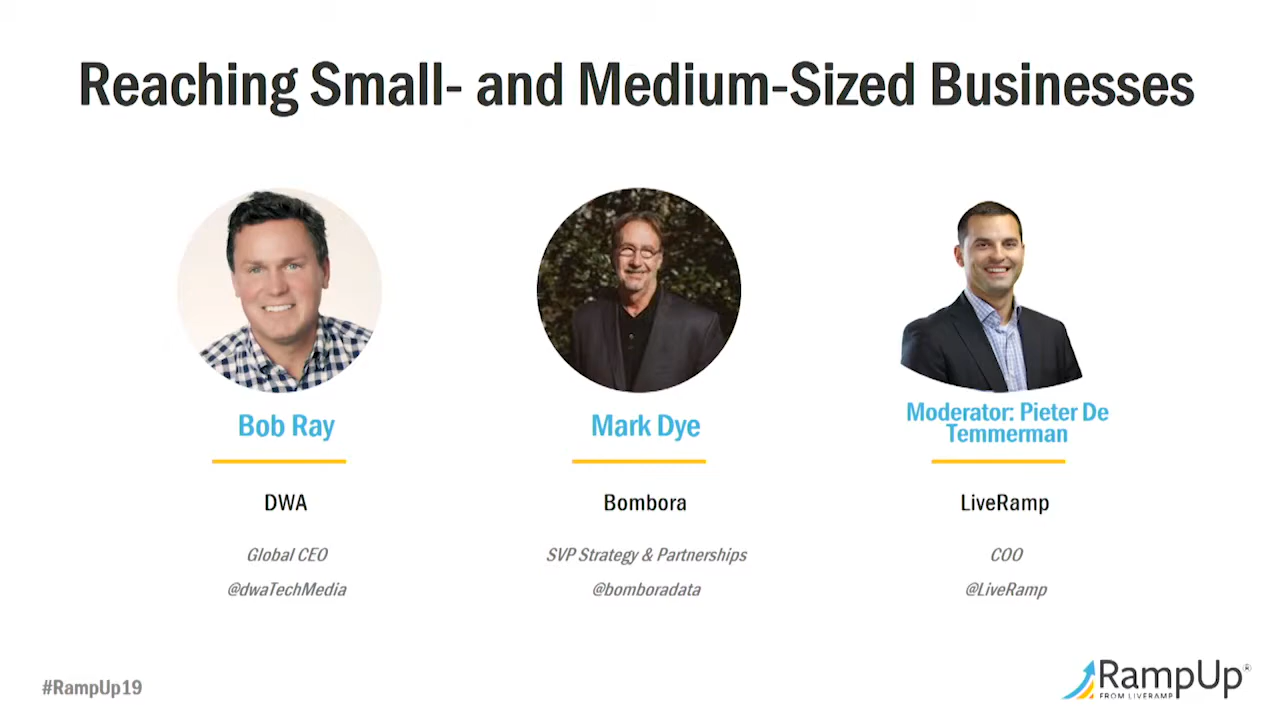 Reaching Small- and Medium-Sized Businesses
Bob Ray
DWA
Global CEO
@dwaTechMedia
Mark Dye
Bombora
SVP Strategy & Partnerships
@bomboradata
Moderator: Pieter De
Temmerman
LiveRamp
COO
@LiveRamp
#RampUp19
RampUp®
FROM LIVERAMP